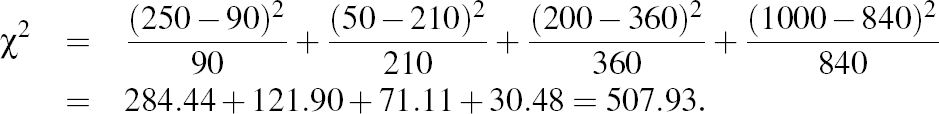 χ² = (250 − 90)²/90 + (50 − 210)²/210 + (200 − 360)²/360 + (1000 − 840)²/840
= 284.44 + 121.90 + 71.11 + 30.48 = 507.93.